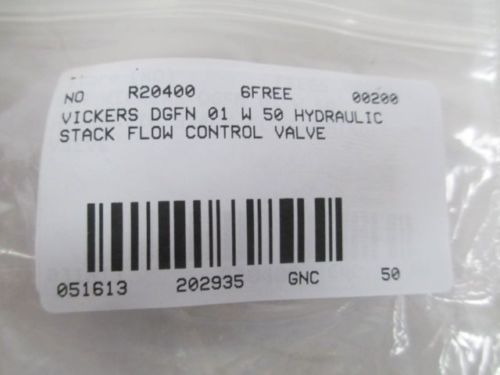 NO R20400 6FREE 00200
VICKERS DGFN 01 W 50 HYDRAULIC
STACK FLOW CONTROL VALVE
051613 202935 GNC 50